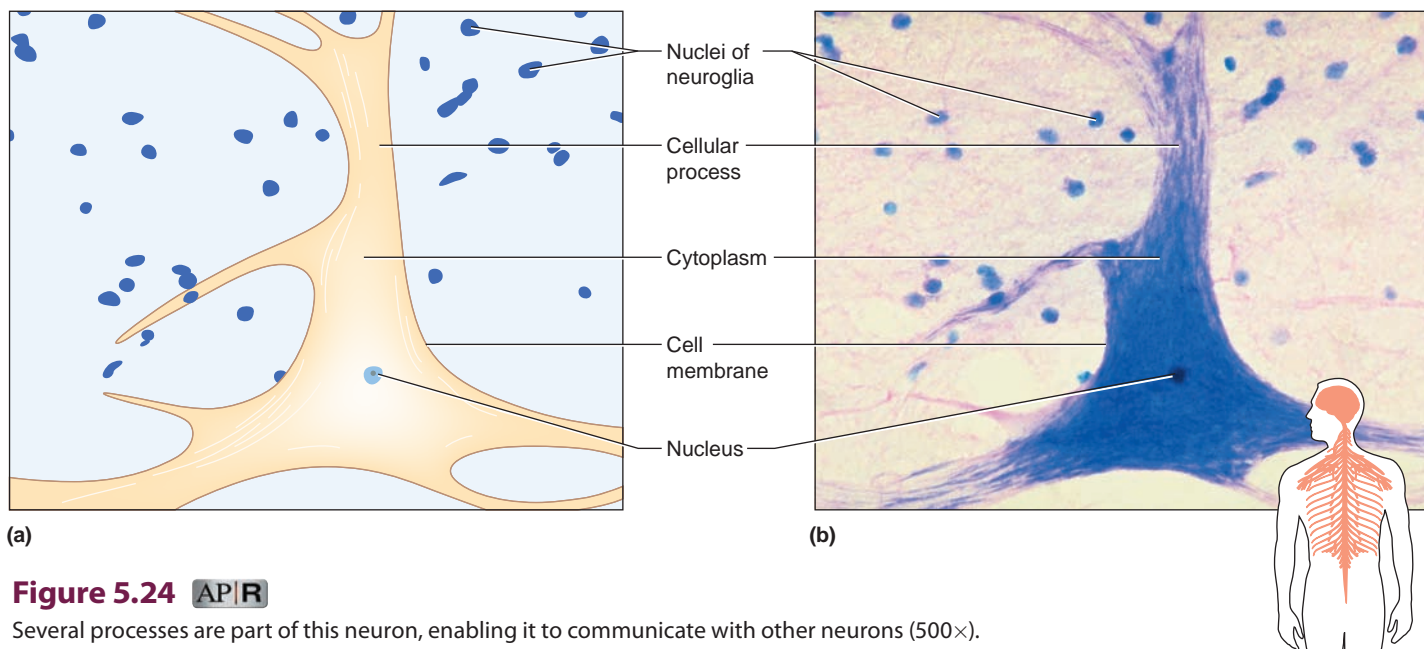 Nuclei of
neuroglia
Cellular
process
Cytoplasm
Cell
membrane
Nucleus
(a)
(b)
Figure 5.24 AP|R
Several processes are part of this neuron, enabling it to communicate with other neurons (500×).